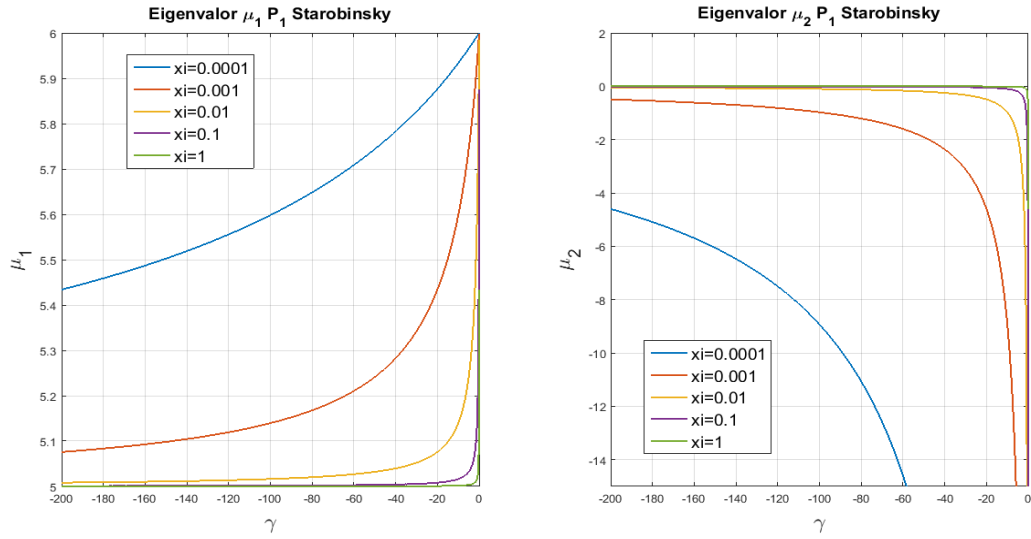 Eigenvalor μ1 P1 Starobinsky
6
5.9
5.8
5.7
5.6
5.5
5.4
5.3
5.2
5.1
5
μ1
xi=0.0001
xi=0.001
xi=0.01
xi=0.1
xi=1
-200 -180 -160 -140 -120 -100 -80 -60 -40 -20 0
γ
Eigenvalor μ2 P1 Starobinsky
2
0
-2
-4
-6
-8
-10
-12
-14
μ2
xi=0.0001
xi=0.001
xi=0.01
xi=0.1
xi=1
-200 -180 -160 -140 -120 -100 -80 -60 -40 -20 0
γ